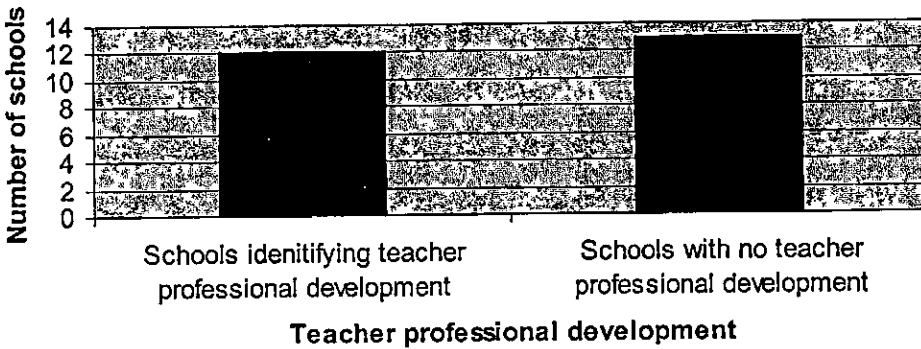 Number of schools
14
12
10
8
6
4
2
0
Schools idenitifying teacher
professional development
Schools with no teacher
professional development
Teacher professional development